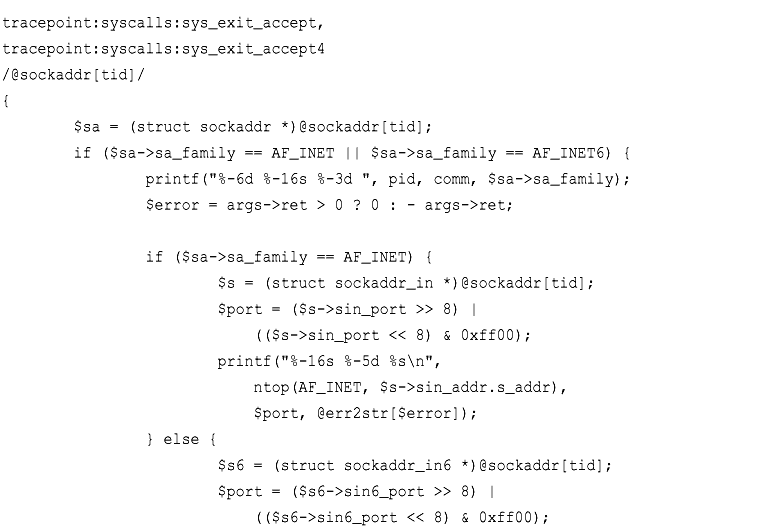 tracepoint:syscalls:sys_exit_accept,
tracepoint:syscalls:sys_exit_accept4
/@sockaddr[tid]/
{
        $sa = (struct sockaddr *)@sockaddr[tid];
        if ($sa->sa_family == AF_INET || $sa->sa_family == AF_INET6) {
                printf("%-6d %-16s %-3d ", pid, comm, $sa->sa_family);
                $error = args->ret > 0 ? 0 : - args->ret;

                if ($sa->sa_family == AF_INET) {
                        $s = (struct sockaddr_in *)@sockaddr[tid];
                        $port = ($s->sin_port >> 8) |
                            (($s->sin_port << 8) & 0xff00);
                        printf("%-16s %-5d %s\n",
                            ntop(AF_INET, $s->sin_addr.s_addr),
                            $port, @err2str[$error]);
                } else {
                        $s6 = (struct sockaddr_in6 *)@sockaddr[tid];
                        $port = ($s6->sin6_port >> 8) |
                            (($s6->sin6_port << 8) & 0xff00);